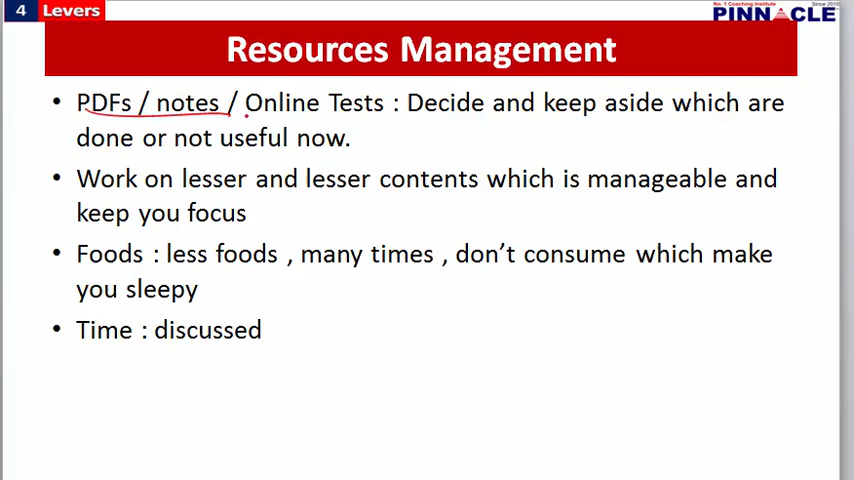 4 Levers
No. 1 Coaching Institute Since 2010
PINNACLE
Resources Management
• PDFs / notes / Online Tests : Decide and keep aside which are
done or not useful now.
• Work on lesser and lesser contents which is manageable and
keep you focus
• Foods : less foods , many times , don’t consume which make
you sleepy
• Time : discussed